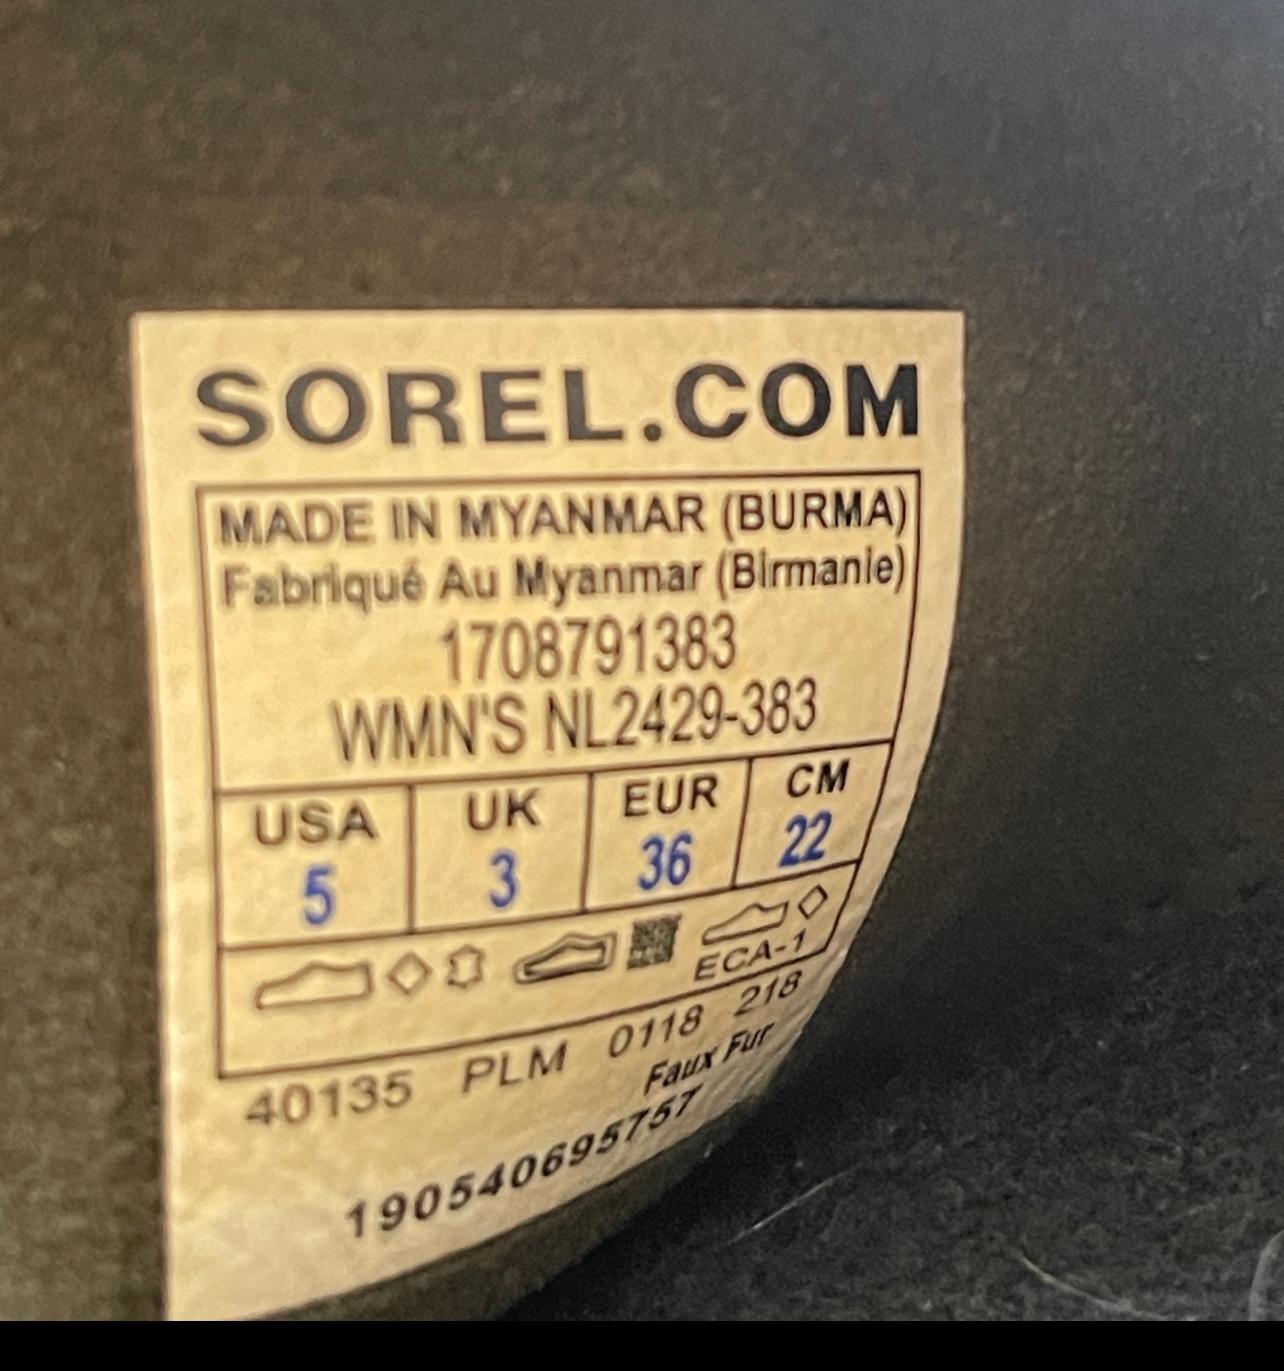 SOREL.COM
MADE IN MYANMAR (BURMA)
Fabriqué Au Myanmar (Birmanie)
1708791383
WMN'S NL2429-383
USA UK EUR CM
5 3 36 22
ECA-1
40135 PLM 0118 218
Faux Fur
190540695757